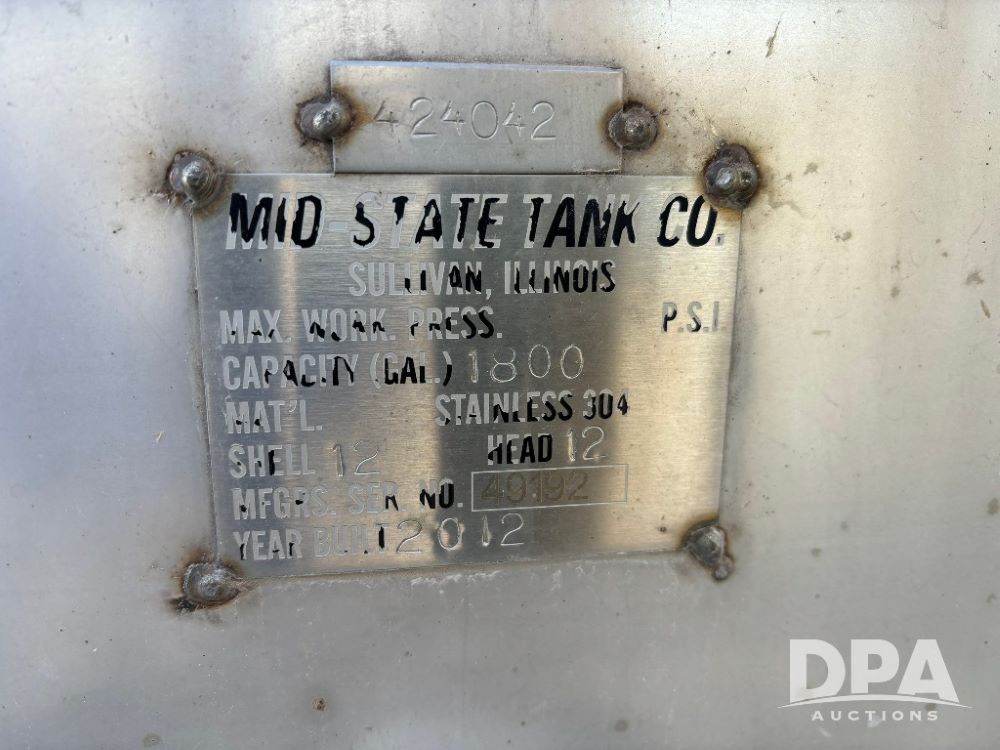 424042
MID-STATE TANK CO.
SULLIVAN, ILLINOIS
MAX. WORK. PRESS. P.S.I.
CAPACITY (GAL.) 1800
MAT'L. STAINLESS 304
SHELL 12 HEAD 12
MFGRS. SER. NO. 49192
YEAR BUILT 2012
DPA
AUCTIONS